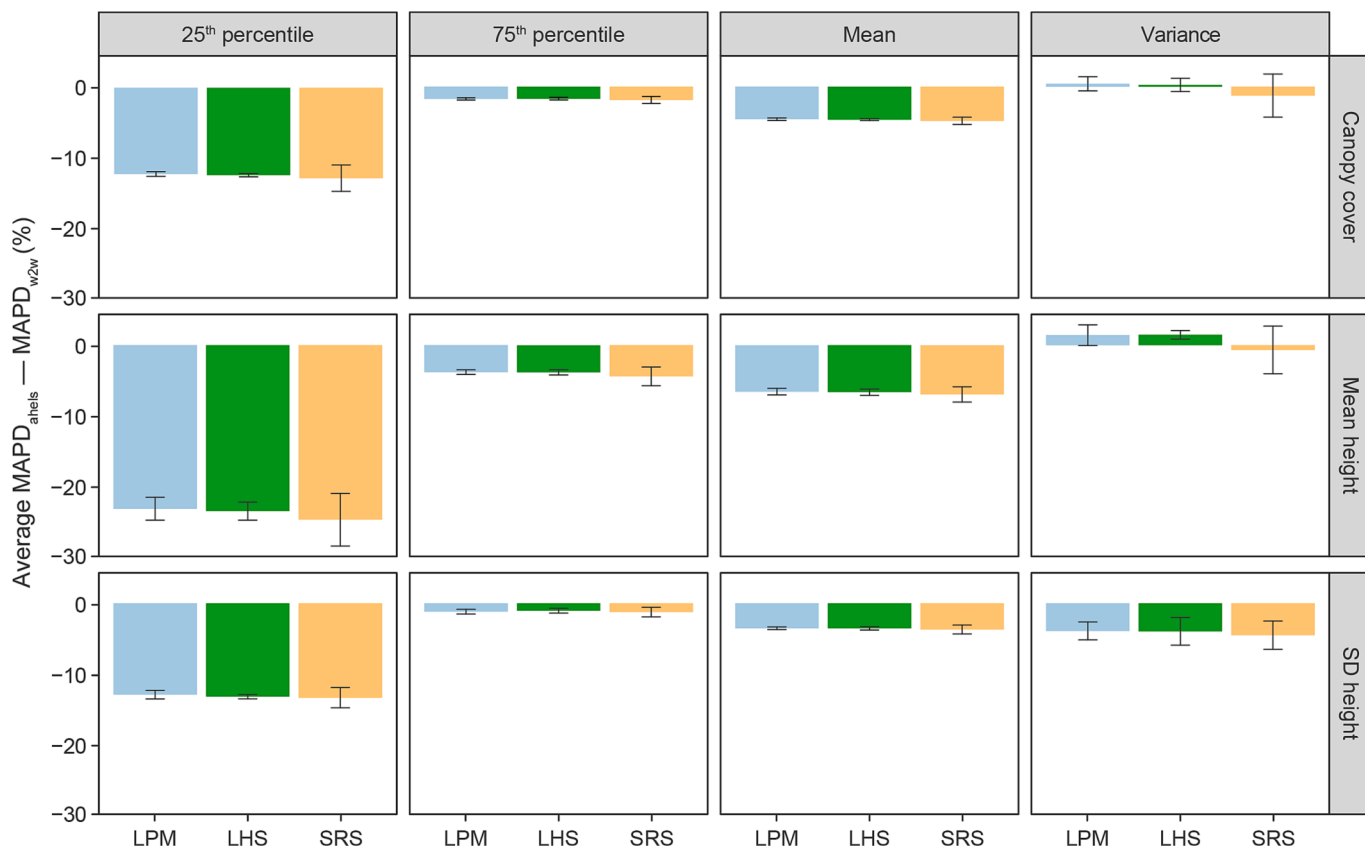 25th percentile
75th percentile
Mean
Variance
Average MAPDahels — MAPDw2w (%)
0
−10
−20
−30
Canopy cover
0
−10
−20
−30
Mean height
0
−10
−20
−30
SD height
LPM LHS SRS
LPM LHS SRS
LPM LHS SRS
LPM LHS SRS